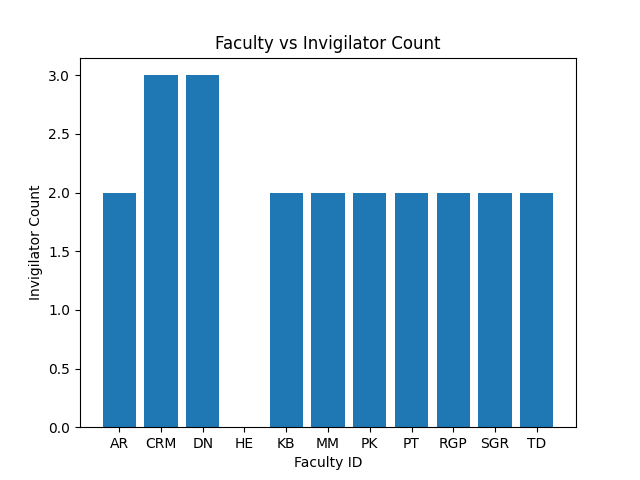 Faculty vs Invigilator Count
3.0
2.5
2.0
1.5
1.0
0.5
0.0
Invigilator Count
AR CRM DN HE KB MM PK PT RGP SGR TD
Faculty ID